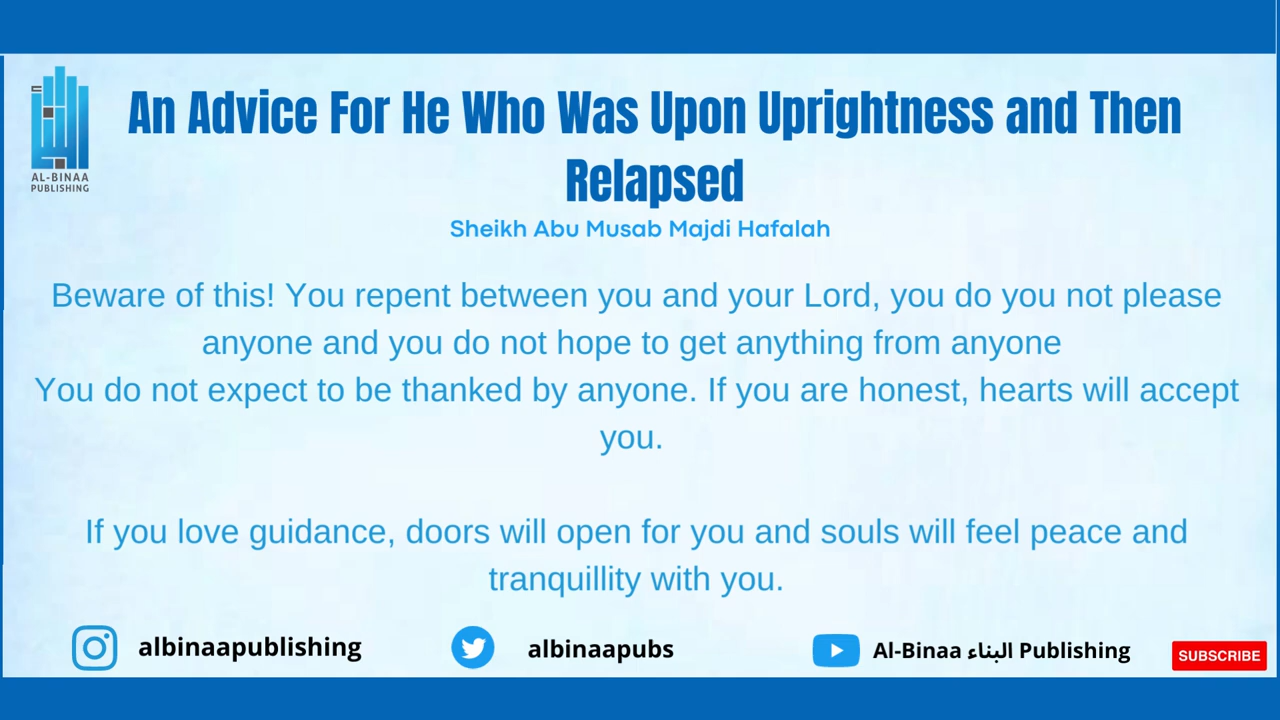 AL-BINAA
PUBLISHING
An Advice For He Who Was Upon Uprightness and Then
Relapsed
Sheikh Abu Musab Majdi Hafalah
Beware of this! You repent between you and your Lord, you do you not please
anyone and you do not hope to get anything from anyone
You do not expect to be thanked by anyone. If you are honest, hearts will accept
you.
If you love guidance, doors will open for you and souls will feel peace and
tranquillity with you.
albinaapublishing
albinaapubs
Al-Binaa البناء Publishing
SUBSCRIBE